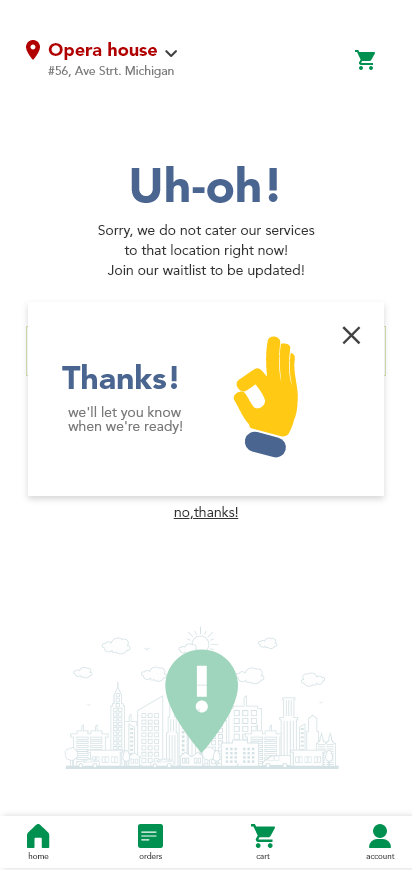 Opera house
#56, Ave Strt. Michigan
Uh-oh!
Sorry, we do not cater our services
to that location right now!
Join our waitlist to be updated!
Thanks!
we'll let you know
when we're ready!
no,thanks!
home
orders
cart
account